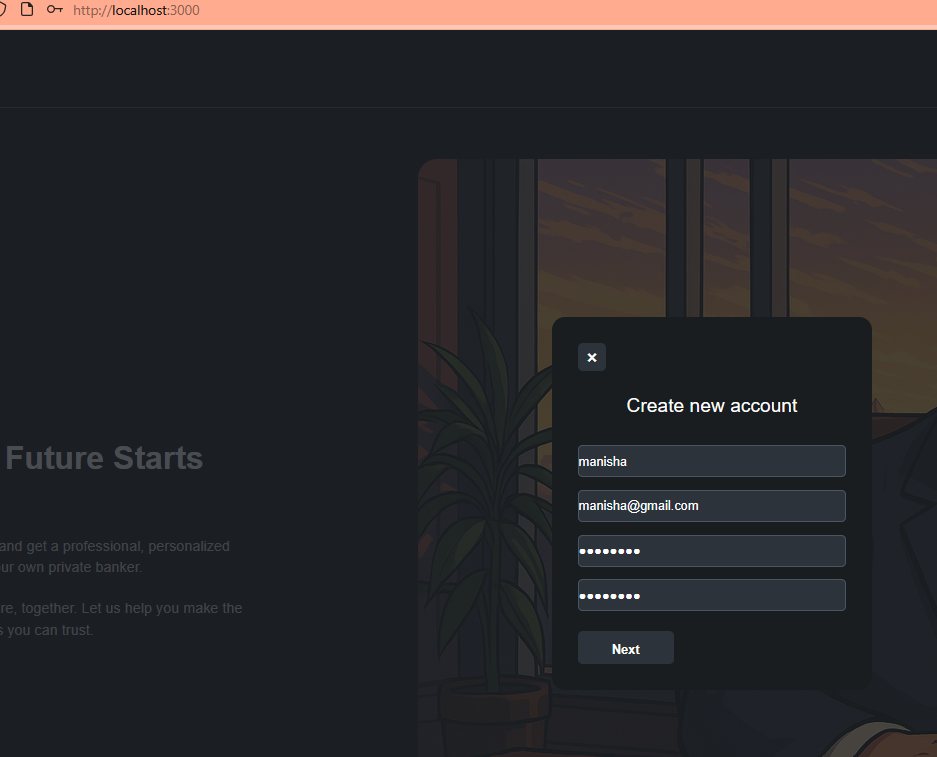 http://localhost:3000
Create new account
manisha
manisha@gmail.com
••••••••
••••••••
Next
Future Starts
and get a professional, personalized
ur own private banker.
re, together. Let us help you make the
s you can trust.